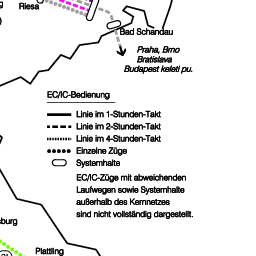 Riesa
Bad Schandau
Praha, Brno
Bratislava
Budapest keleti pu.
EC/IC-Bedienung
Linie im 1-Stunden-Takt
Linie im 2-Stunden-Takt
Linie im 4-Stunden-Takt
Einzelne Züge
Systemhalte
EC/IC-Züge mit abweichenden
Laufwegen sowie Systemhalte
außerhalb des Kernnetzes
sind nicht vollständig dargestellt.
sburg
Plattling